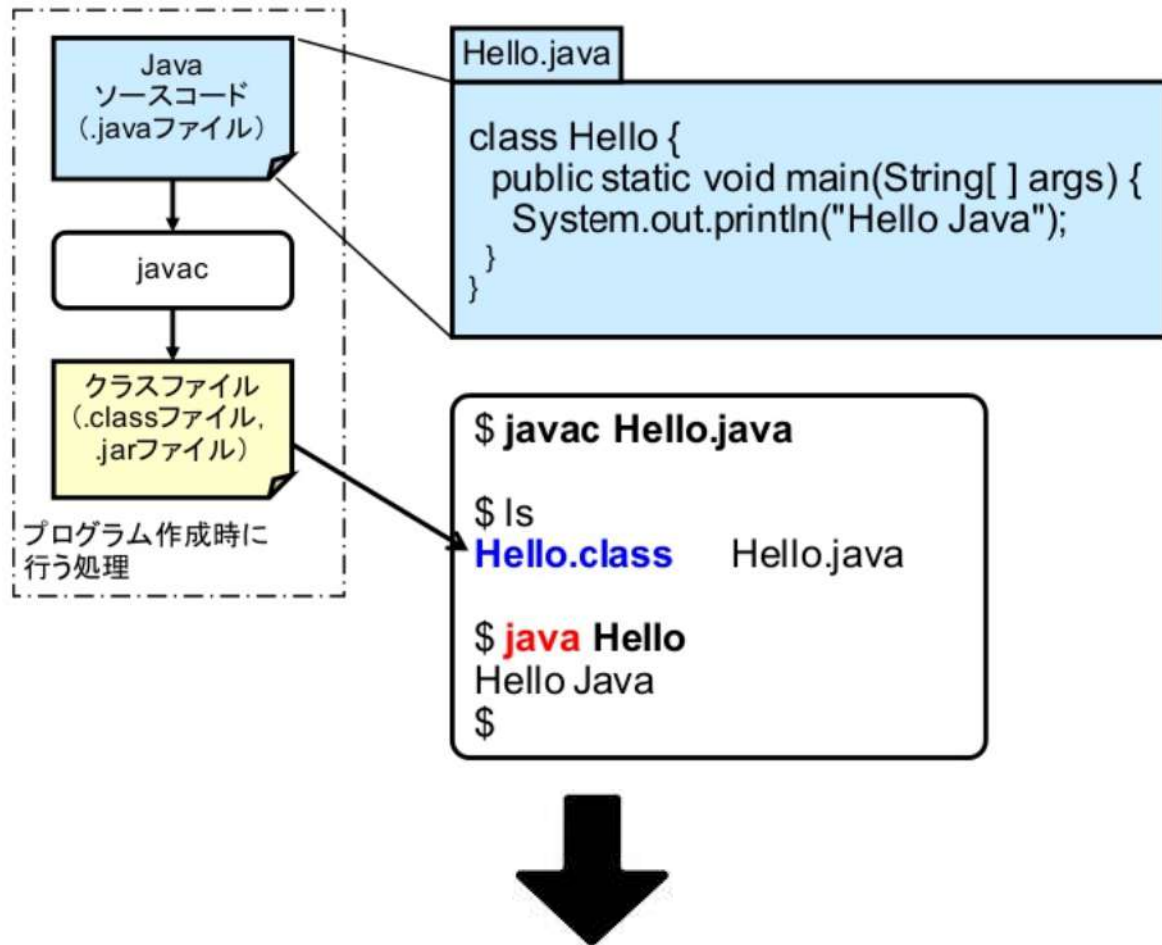 Java
ソースコード
（.javaファイル）
javac
クラスファイル
（.classファイル,
.jarファイル）
プログラム作成時に
行う処理
Hello.java
class Hello {
public static void main(String[ ] args) {
System.out.println("Hello Java");
}
}
$ javac Hello.java
$ ls
Hello.class Hello.java
$ java Hello
Hello Java
$